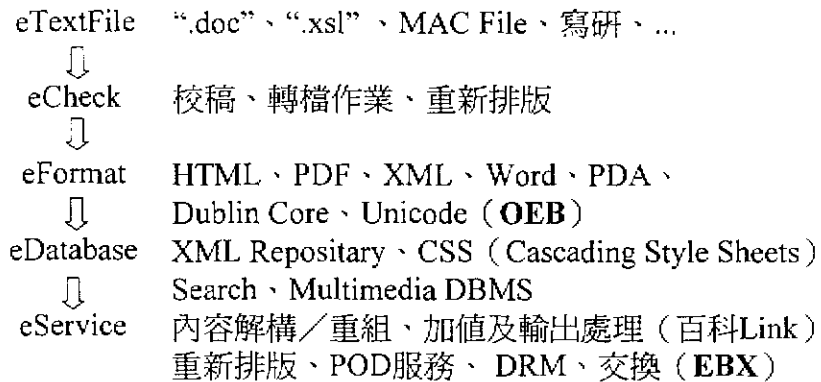 eTextFile “.doc”、“.xsl”、MAC File、寫研、...
eCheck 校稿、轉檔作業、重新排版
eFormat HTML、PDF、XML、Word、PDA、
Dublin Core、Unicode（OEB）
eDatabase XML Repositary、CSS（Cascading Style Sheets）
Search、Multimedia DBMS
eService 內容解構／重組、加值及輸出處理（百科Link）
重新排版、POD服務、DRM、交換（EBX）